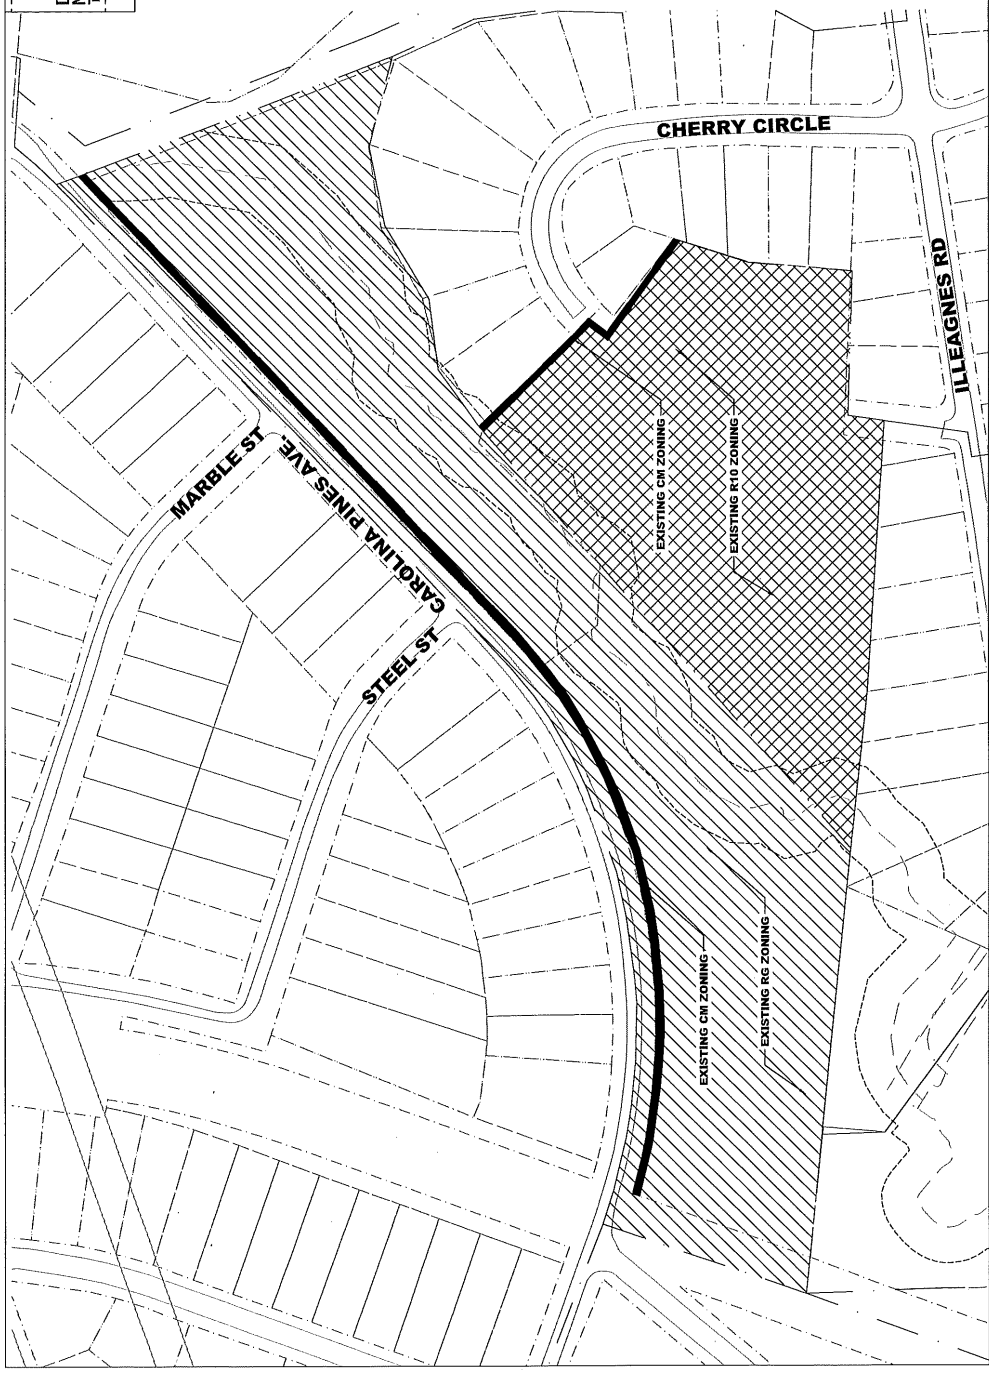 CHERRY CIRCLE
ILLEAGNES RD
MARBLE ST
CAROLINA PINES AVE.
STEEL ST
EXISTING CM ZONING
EXISTING R10 ZONING
EXISTING CM ZONING
EXISTING RG ZONING